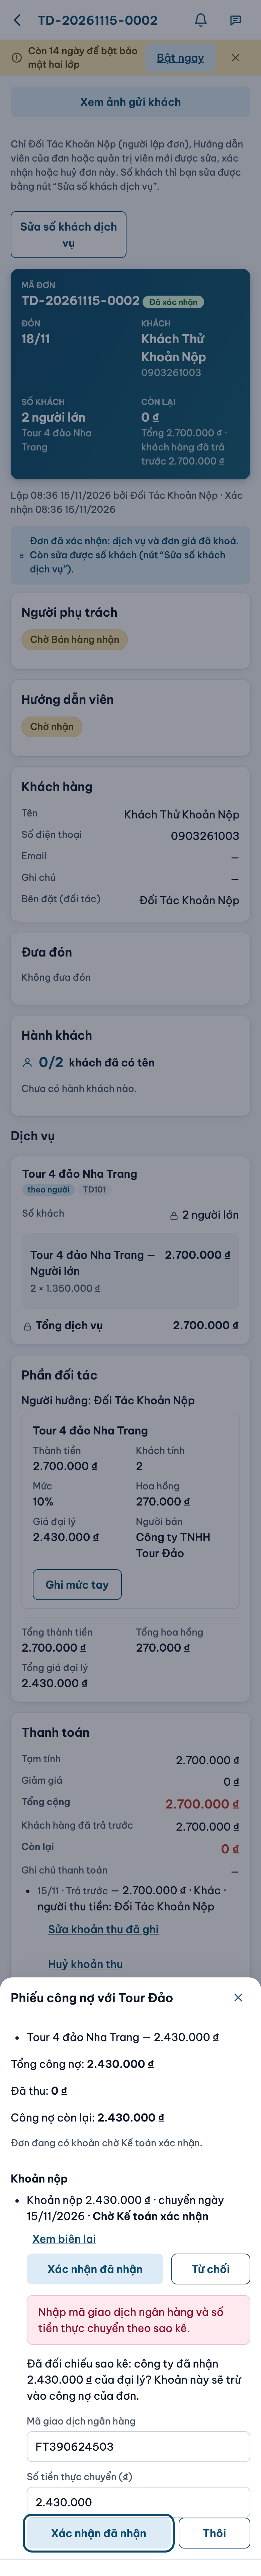 TD-20261115-0002
Còn 14 ngày để bật bảo
mật hai lớp
Bật ngay
Xem ảnh gửi khách
Chỉ Đối Tác Khoản Nộp (người lập đơn), Hướng dẫn
viên của đơn hoặc quản trị viên mới được sửa, xác
nhận hoặc huỷ đơn này. Số khách thì bạn sửa được
bằng nút “Sửa số khách dịch vụ”.
Sửa số khách dịch
vụ
MÃ ĐƠN
TD-20261115-0002 Đã xác nhận
ĐÓN
18/11
KHÁCH
Khách Thử
Khoản Nộp
0903261003
SỐ KHÁCH
2 người lớn
Tour 4 đảo Nha
Trang
CÒN LẠI
0 đ
Tổng 2.700.000 đ ·
khách hàng đã trả
trước 2.700.000 đ
Lập 08:36 15/11/2026 bởi Đối Tác Khoản Nộp · Xác
nhận 08:36 15/11/2026
Đơn đã xác nhận: dịch vụ và đơn giá đã khoá.
Còn sửa được số khách (nút “Sửa số khách
dịch vụ”).
Người phụ trách
Chờ Bán hàng nhận
Hướng dẫn viên
Chờ nhận
Khách hàng
Tên Khách Thử Khoản Nộp
Số điện thoại 0903261003
Email —
Ghi chú —
Bên đặt (đối tác) Đối Tác Khoản Nộp
Đưa đón
Không đưa đón
Hành khách
0/2 khách đã có tên
Chưa có hành khách nào.
Dịch vụ
Tour 4 đảo Nha Trang
theo người TD101
Số khách 2 người lớn
Tour 4 đảo Nha Trang — 2.700.000 đ
Người lớn
2 × 1.350.000 đ
Tổng dịch vụ 2.700.000 đ
Phần đối tác
Người hưởng: Đối Tác Khoản Nộp
Tour 4 đảo Nha Trang
Thành tiền Khách tính
2.700.000 đ 2
Mức Hoa hồng
10% 270.000 đ
Giá đại lý Người bán
2.430.000 đ Công ty TNHH
Tour Đảo
Ghi mức tay
Tổng thành tiền Tổng hoa hồng
2.700.000 đ 270.000 đ
Tổng giá đại lý
2.430.000 đ
Thanh toán
Tạm tính 2.700.000 đ
Giảm giá 0 đ
Tổng cộng 2.700.000 đ
Khách hàng đã trả trước 2.700.000 đ
Còn lại 0 đ
Ghi chú thanh toán —
• 15/11 · Trả trước — 2.700.000 đ · Khác ·
người thu tiền: Đối Tác Khoản Nộp
Sửa khoản thu đã ghi
Huỷ khoản thu
Phiếu công nợ với Tour Đảo
• Tour 4 đảo Nha Trang — 2.430.000 đ
Tổng công nợ: 2.430.000 đ
Đã thu: 0 đ
Công nợ còn lại: 2.430.000 đ
Đơn đang có khoản chờ Kế toán xác nhận.
Khoản nộp
• Khoản nộp 2.430.000 đ · chuyển ngày
15/11/2026 · Chờ Kế toán xác nhận
Xem biên lai
Xác nhận đã nhận
Từ chối
Nhập mã giao dịch ngân hàng và số
tiền thực chuyển theo sao kê.
Đã đối chiếu sao kê: công ty đã nhận
2.430.000 đ của đại lý? Khoản này sẽ trừ
vào công nợ của đơn.
Mã giao dịch ngân hàng
FT390624503
Số tiền thực chuyển (đ)
2.430.000
Xác nhận đã nhận
Thôi